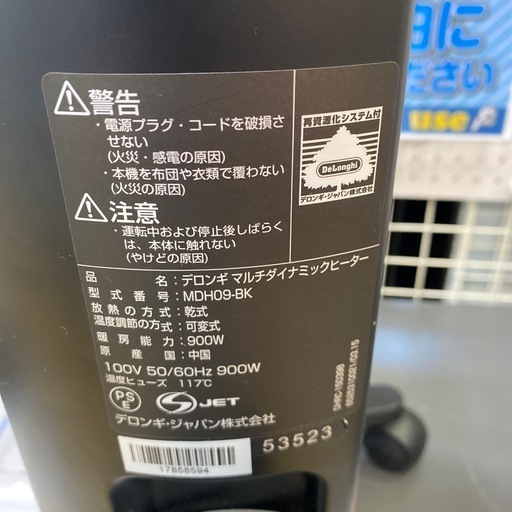 警告
・電源プラグ・コードを破損さ
せない
(火災・感電の原因)
・本機を布団や衣類で覆わない
(火災の原因)
注意
・運転中および停止後しばらく
は、本体に触れない
(やけどの原因)
再資源化システム付
DeLonghi
デロンギ・ジャパン株式会社
品名：デロンギ マルチダイナミックヒーター
型式番号：MDH09-BK
放熱の方式：乾式
温度調節の方式：可変式
暖房能力：900W
原産国：中国
100V 50/60Hz 900W
温度ヒューズ 117℃
PSE
JET
デロンギ・ジャパン株式会社
53523
17656594
に
ださい
use